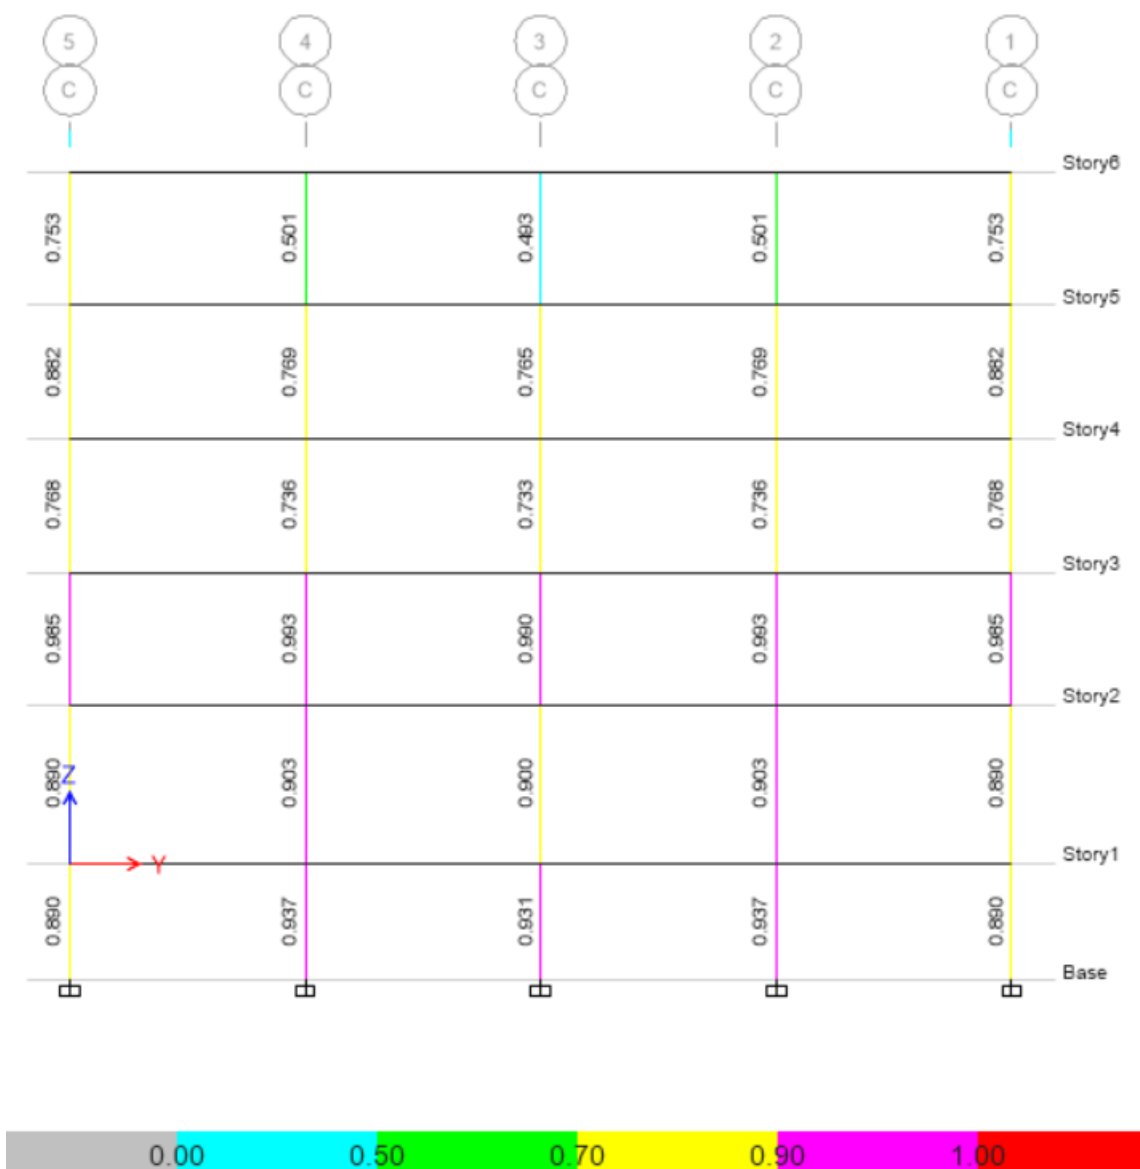 5 4 3 2 1
C C C C C
Story6
0.753 0.501 0.493 0.501 0.753
Story5
0.882 0.769 0.765 0.769 0.882
Story4
0.768 0.736 0.733 0.736 0.768
Story3
0.985 0.993 0.990 0.993 0.985
Story2
0.890 0.903 0.900 0.903 0.890
Z
Story1
Y
0.890 0.937 0.931 0.937 0.890
Base
0.00 0.50 0.70 0.90 1.00